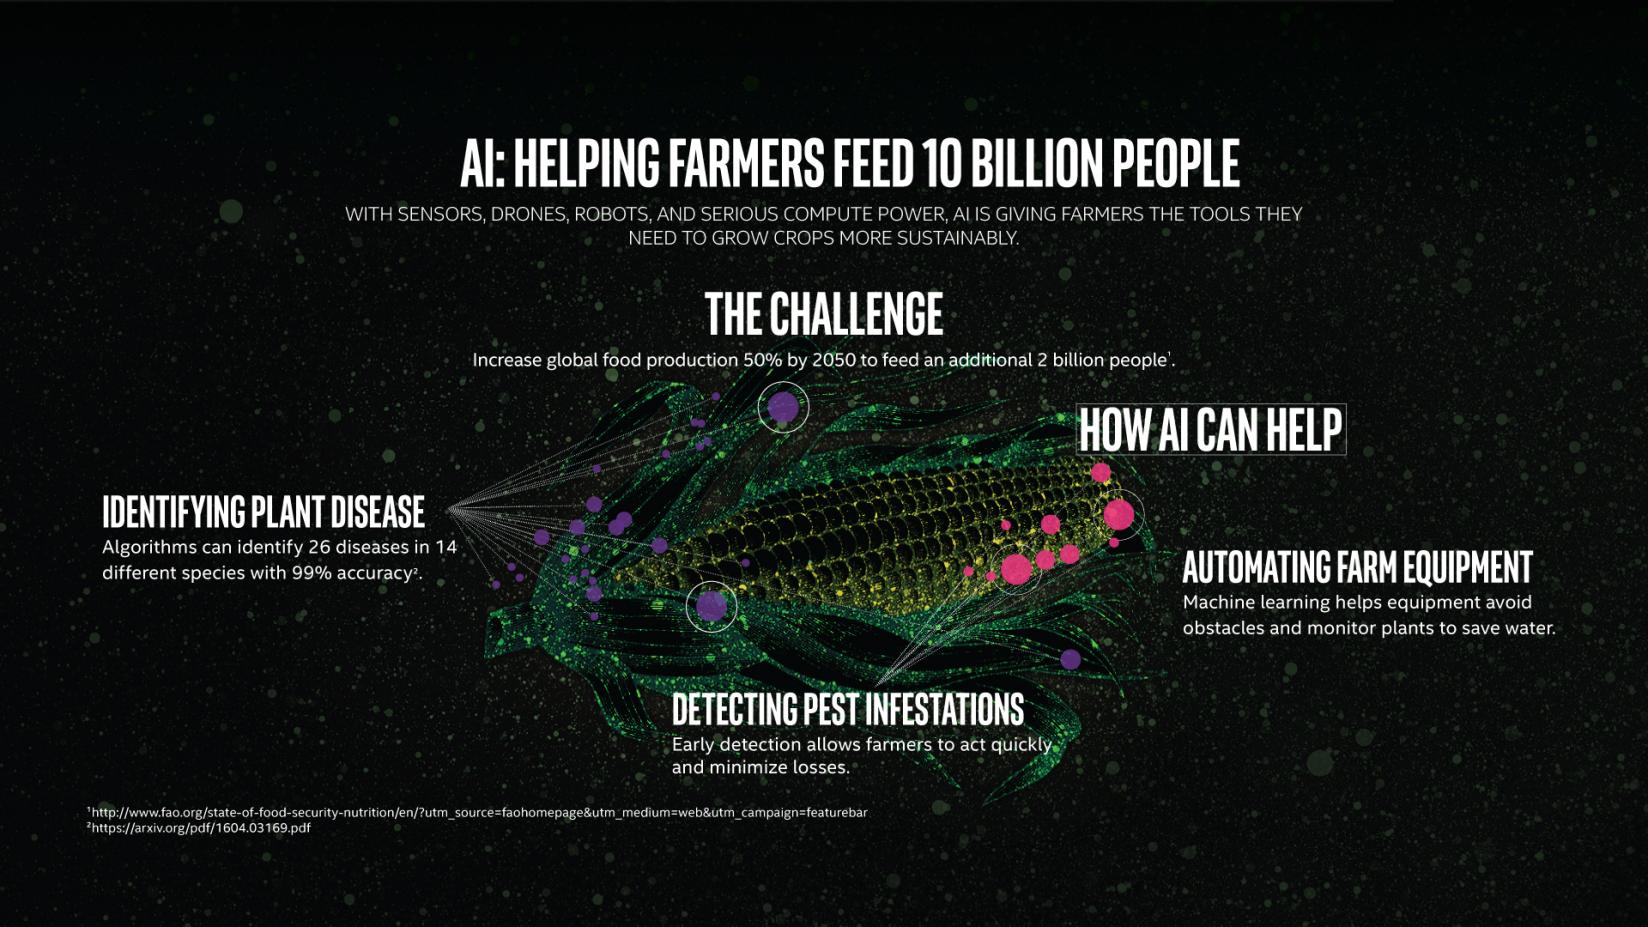 AI: HELPING FARMERS FEED 10 BILLION PEOPLE
WITH SENSORS, DRONES, ROBOTS, AND SERIOUS COMPUTE POWER, AI IS GIVING FARMERS THE TOOLS THEY
NEED TO GROW CROPS MORE SUSTAINABLY.
THE CHALLENGE
Increase global food production 50% by 2050 to feed an additional 2 billion people¹.
HOW AI CAN HELP
IDENTIFYING PLANT DISEASE
Algorithms can identify 26 diseases in 14
different species with 99% accuracy².
AUTOMATING FARM EQUIPMENT
Machine learning helps equipment avoid
obstacles and monitor plants to save water.
DETECTING PEST INFESTATIONS
Early detection allows farmers to act quickly
and minimize losses.
¹http://www.fao.org/state-of-food-security-nutrition/en/?utm_source=faohomepage&utm_medium=web&utm_campaign=featurebar
²https://arxiv.org/pdf/1604.03169.pdf